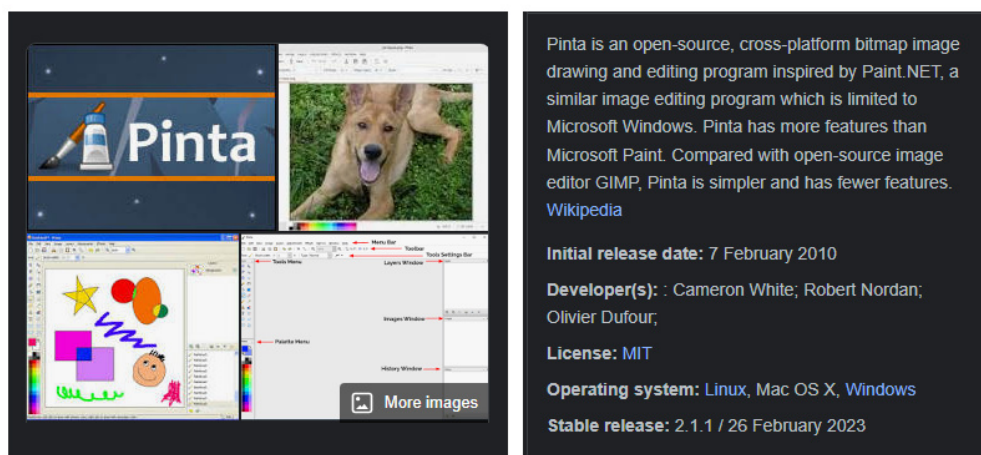 Pinta
Menu Bar
Toolbar
Tools Settings Bar
Tools Menu
Layers Window
Images Window
Palette Menu
History Window
More images
Pinta is an open-source, cross-platform bitmap image
drawing and editing program inspired by Paint.NET, a
similar image editing program which is limited to
Microsoft Windows. Pinta has more features than
Microsoft Paint. Compared with open-source image
editor GIMP, Pinta is simpler and has fewer features.
Wikipedia
Initial release date: 7 February 2010
Developer(s): : Cameron White; Robert Nordan;
Olivier Dufour;
License: MIT
Operating system: Linux, Mac OS X, Windows
Stable release: 2.1.1 / 26 February 2023